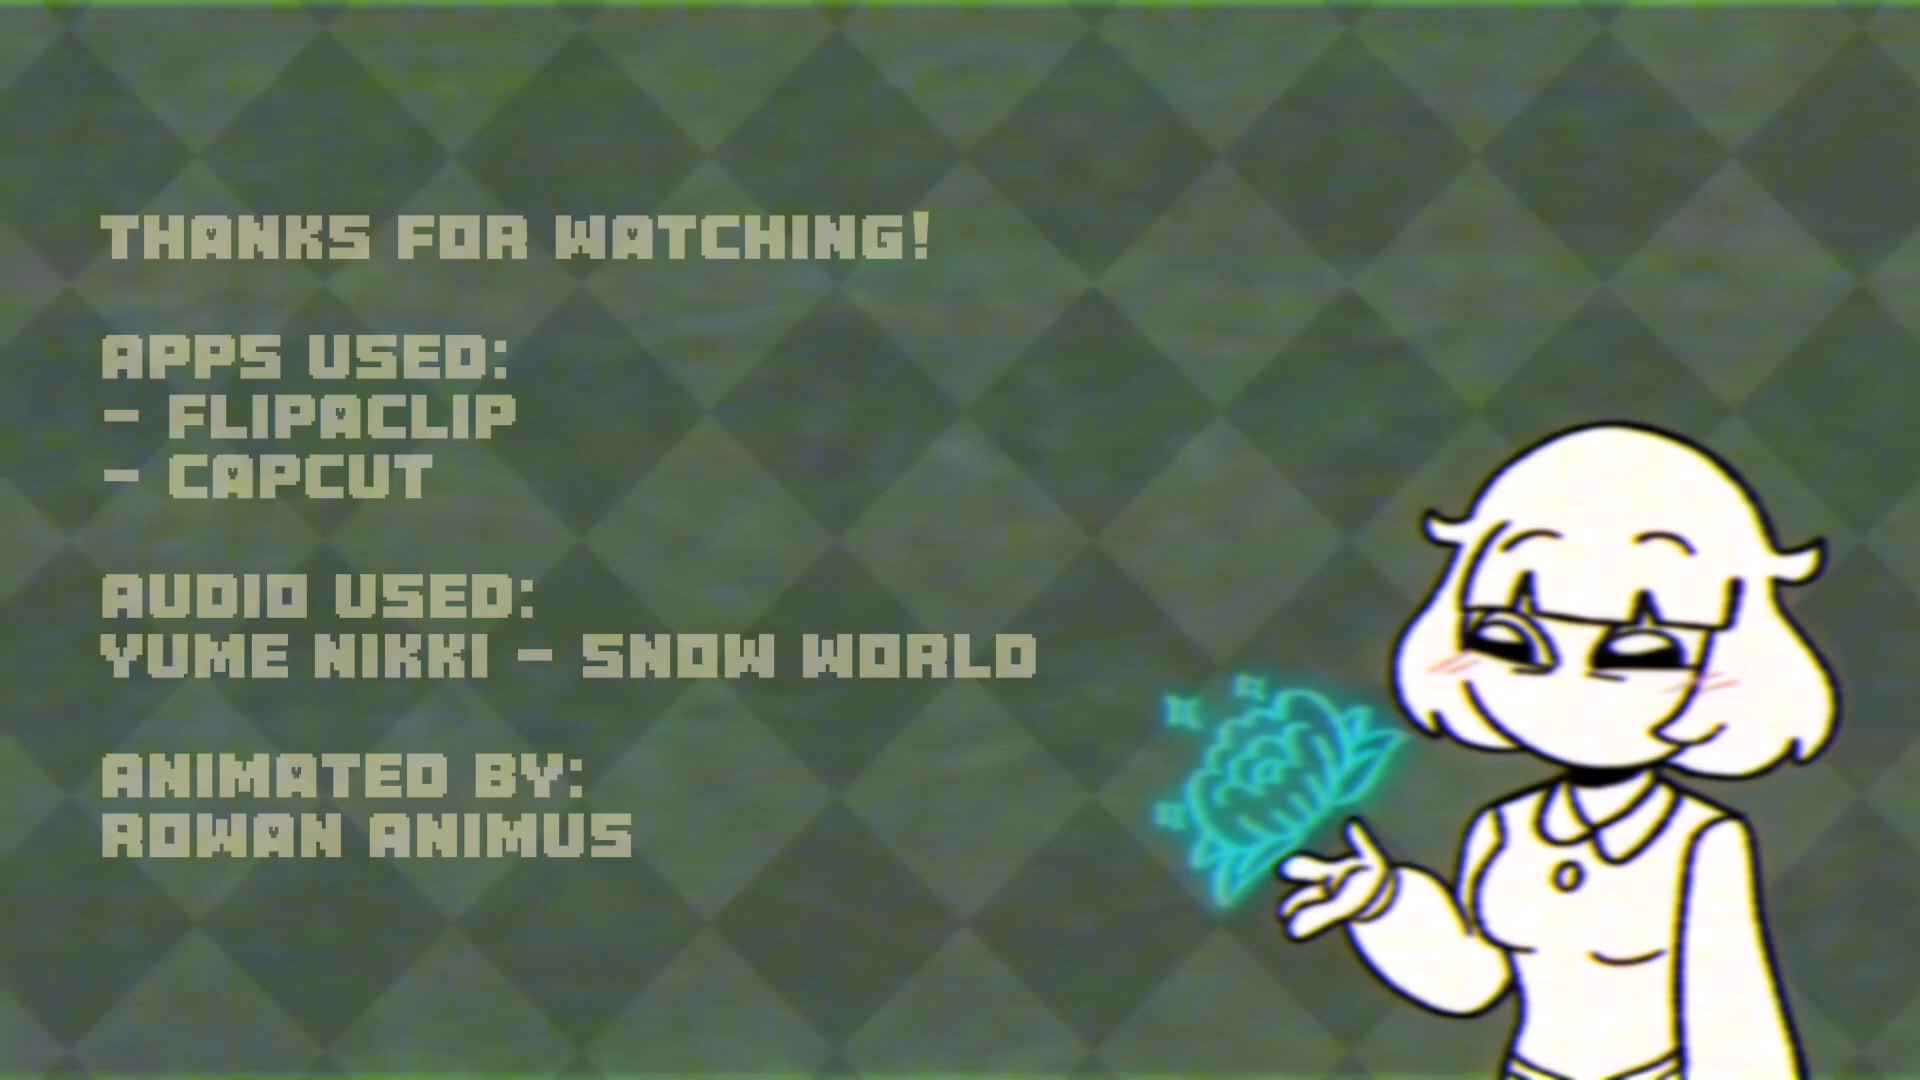 THANKS FOR WATCHING!
APPS USED:
- FLIPACLIP
- CAPCUT
AUDIO USED:
YUME NIKKI - SNOW WORLD
ANIMATED BY:
ROWAN ANIMUS